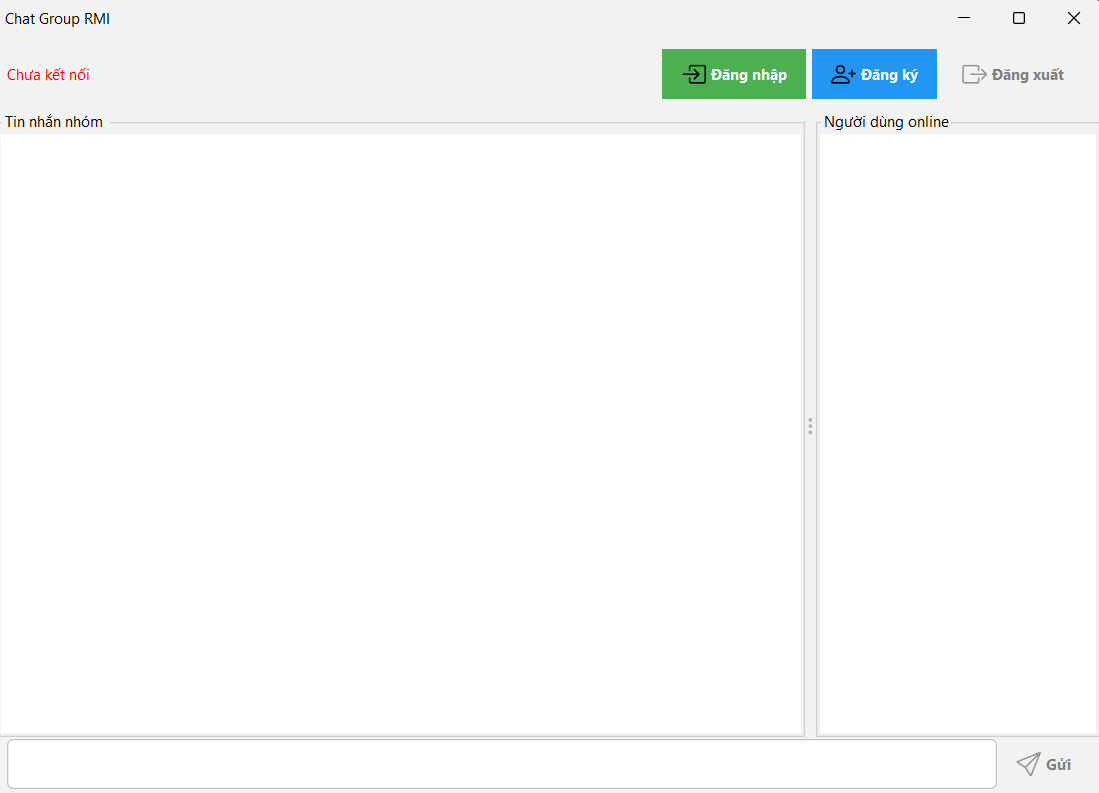 Chat Group RMI
Chưa kết nối
Đăng nhập
Đăng ký
Đăng xuất
Tin nhắn nhóm
Người dùng online
Gửi